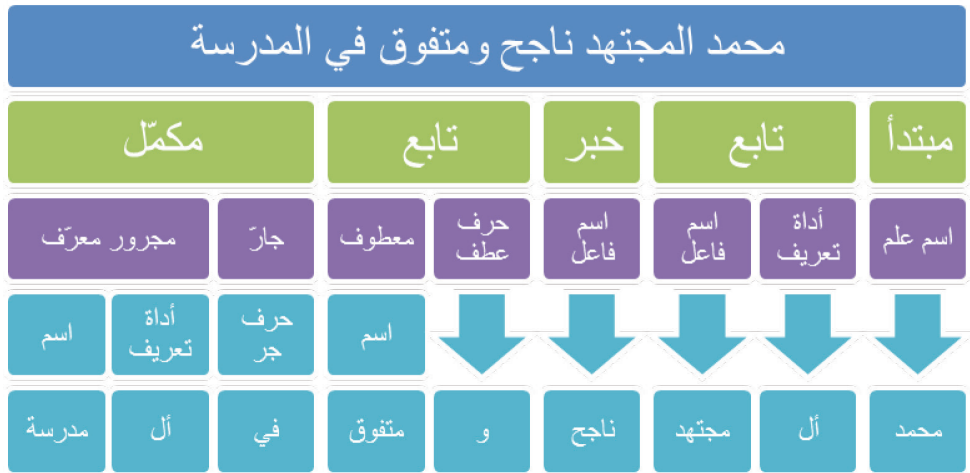 محمد المجتهد ناجح ومتفوق في المدرسة
مبتدأ تابع خبر تابع مكمّل
اسم علم أداة تعريف اسم فاعل اسم فاعل حرف عطف معطوف جارّ مجرور معرّف
اسم حرف جر أداة تعريف اسم
محمد أل مجتهد ناجح و متفوق في أل مدرسة